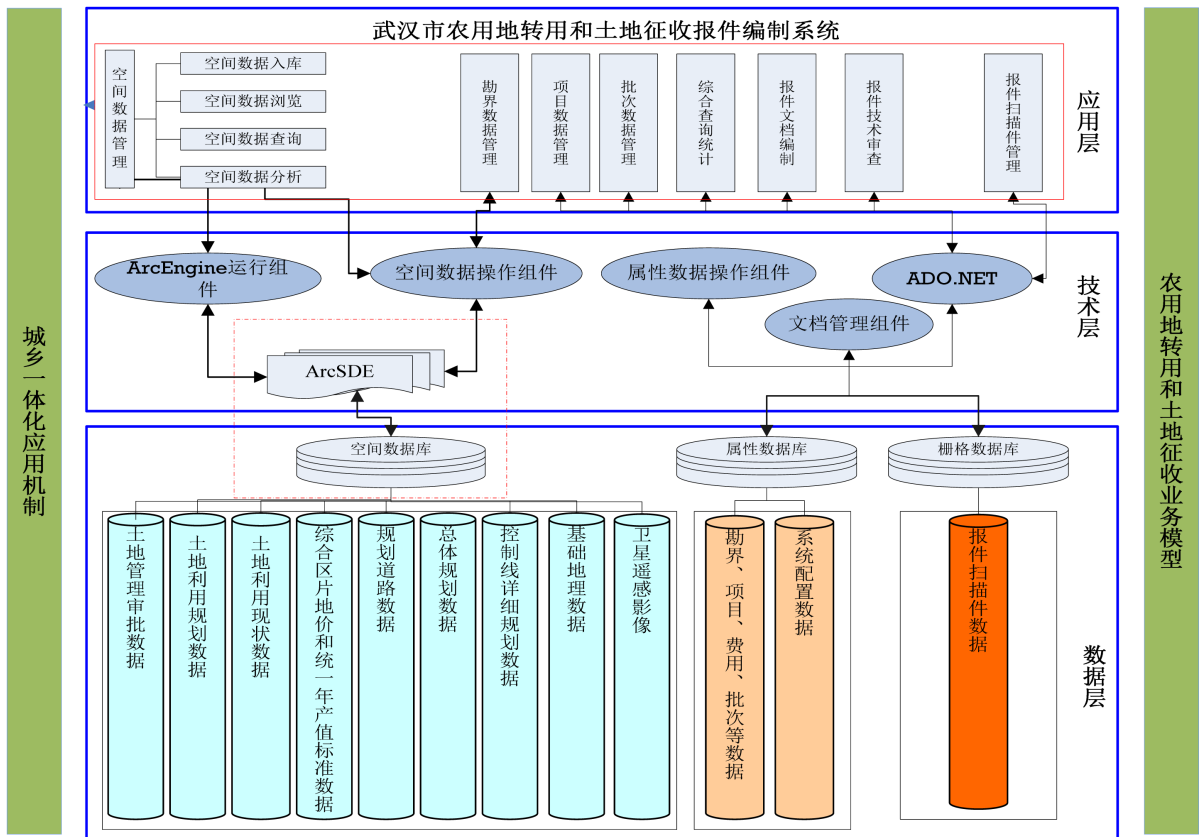 武汉市农用地转用和土地征收报件编制系统
空间数据管理
空间数据入库
空间数据浏览
空间数据查询
空间数据分析
勘界数据管理
项目数据管理
批次数据管理
综合查询统计
报件文档编制
报件技术审查
报件扫描件管理
应用层
ArcEngine运行组
件
空间数据操作组件
属性数据操作组件
ADO.NET
文档管理组件
ArcSDE
技术层
空间数据库
属性数据库
栅格数据库
土地管理审批数据
土地利用规划数据
土地利用现状数据
综合区片地价和统一年产值标准数据
规划道路数据
总体规划数据
控制线详细规划数据
基础地理数据
卫星遥感影像
勘界、项目、费用、批次等数据
系统配置数据
报件扫描件数据
数据层
城乡一体化应用机制
农用地转用和土地征收业务模型